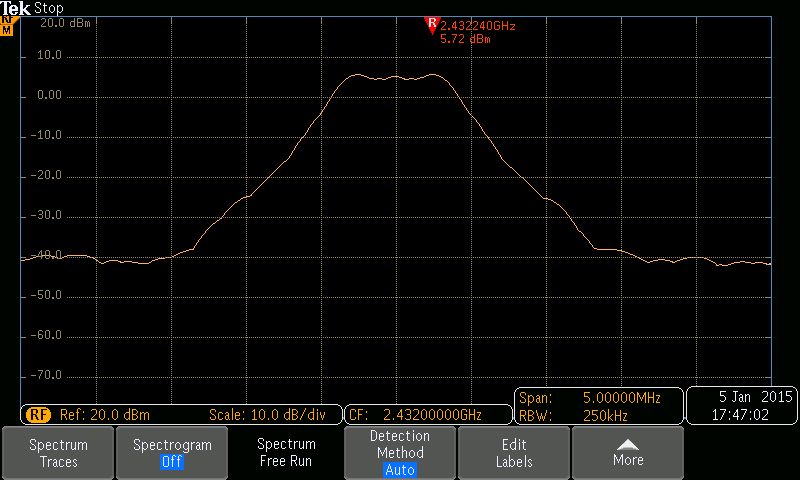 Tek Stop
RF
M
20.0 dBm
R
2.432240GHz
5.72 dBm
10.0
0.00
-10.0
-20.0
-30.0
-40.0
-50.0
-60.0
-70.0
RF Ref: 20.0 dBm Scale: 10.0 dB/div
CF: 2.43200000GHz
Span: 5.00000MHz
RBW: 250kHz
5 Jan 2015
17:47:02
Spectrum
Traces
Spectrogram
Off
Spectrum
Free Run
Detection
Method
Auto
Edit
Labels
More